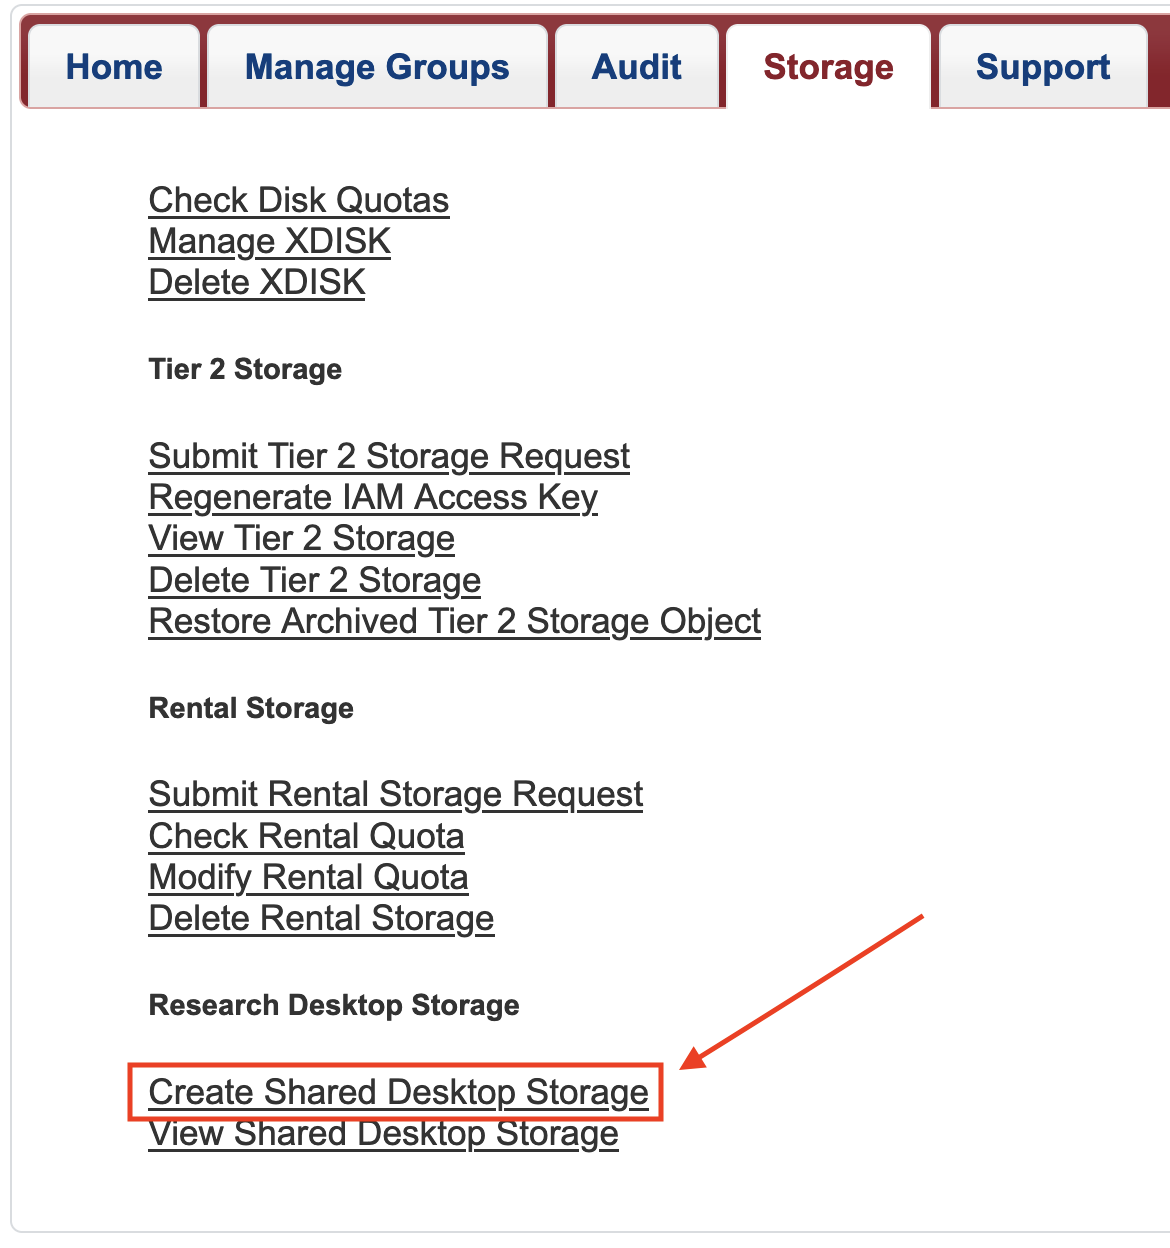 Home Manage Groups Audit Storage Support
Check Disk Quotas
Manage XDISK
Delete XDISK
Tier 2 Storage
Submit Tier 2 Storage Request
Regenerate IAM Access Key
View Tier 2 Storage
Delete Tier 2 Storage
Restore Archived Tier 2 Storage Object
Rental Storage
Submit Rental Storage Request
Check Rental Quota
Modify Rental Quota
Delete Rental Storage
Research Desktop Storage
Create Shared Desktop Storage
View Shared Desktop Storage